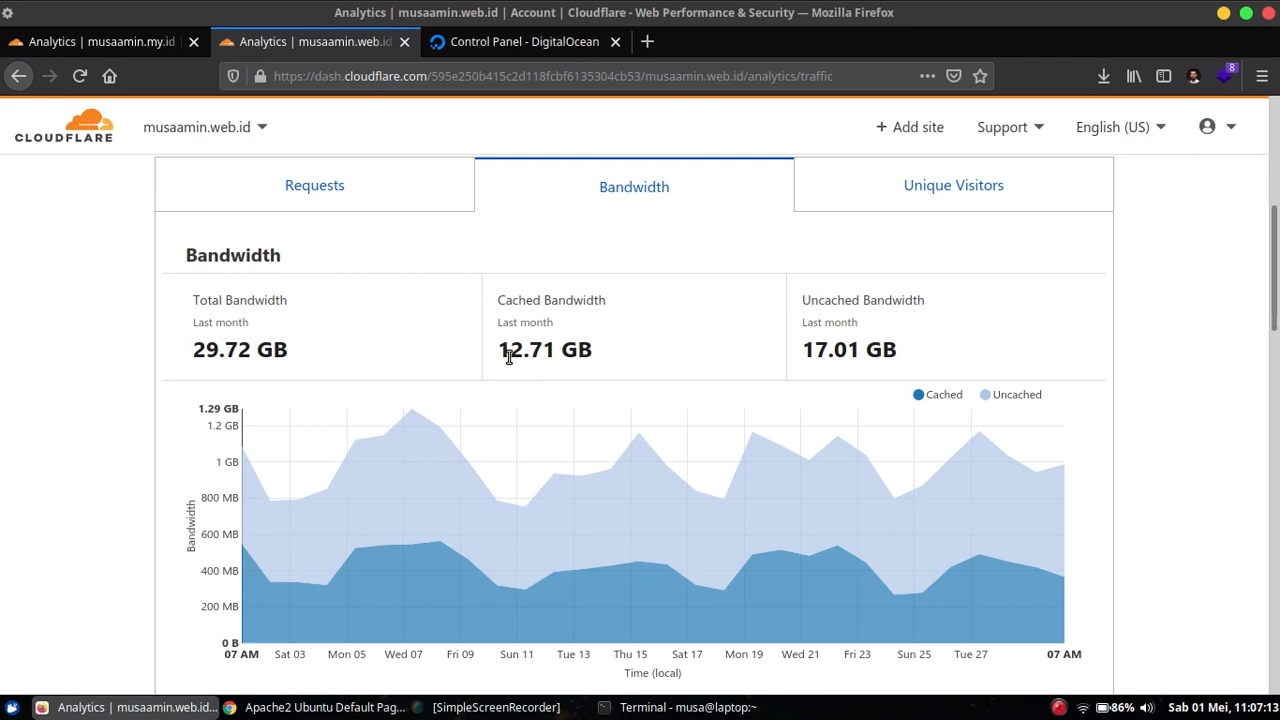 Analytics | musaamin.web.id | Account | Cloudflare - Web Performance & Security — Mozilla Firefox
Analytics | musaamin.my.id
Analytics | musaamin.web.id
Control Panel - DigitalOcean
https://dash.cloudflare.com/595e250b415c2d118fcbf6135304cb53/musaamin.web.id/analytics/traffic
8
CLOUDFLARE
musaamin.web.id
+ Add site
Support
English (US)
Requests
Bandwidth
Unique Visitors
Bandwidth
Total Bandwidth
Last month
29.72 GB
Cached Bandwidth
Last month
12.71 GB
Uncached Bandwidth
Last month
17.01 GB
Cached
Uncached
1.29 GB
1.2 GB
1 GB
800 MB
600 MB
400 MB
200 MB
0 B
Bandwidth
07 AM Sat 03 Mon 05 Wed 07 Fri 09 Sun 11 Tue 13 Thu 15 Sat 17 Mon 19 Wed 21 Fri 23 Sun 25 Tue 27 07 AM
Time (local)
Analytics | musaamin.web.id...
Apache2 Ubuntu Default Pag...
[SimpleScreenRecorder]
Terminal - musa@laptop:~
86%
Sab 01 Mei, 11:07:13